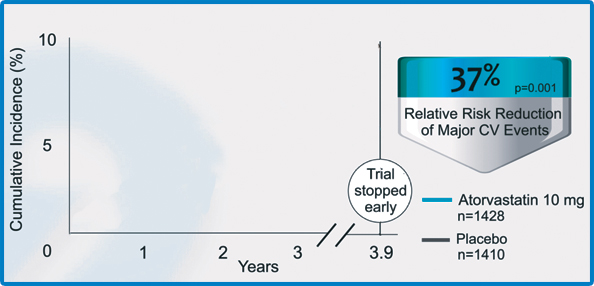 10
Cumulative Incidence (%)
5
0
1
2
3
3.9
Years
Trial
stopped
early
37%
p=0.001
Relative Risk Reduction
of Major CV Events
Atorvastatin 10 mg
n=1428
Placebo
n=1410